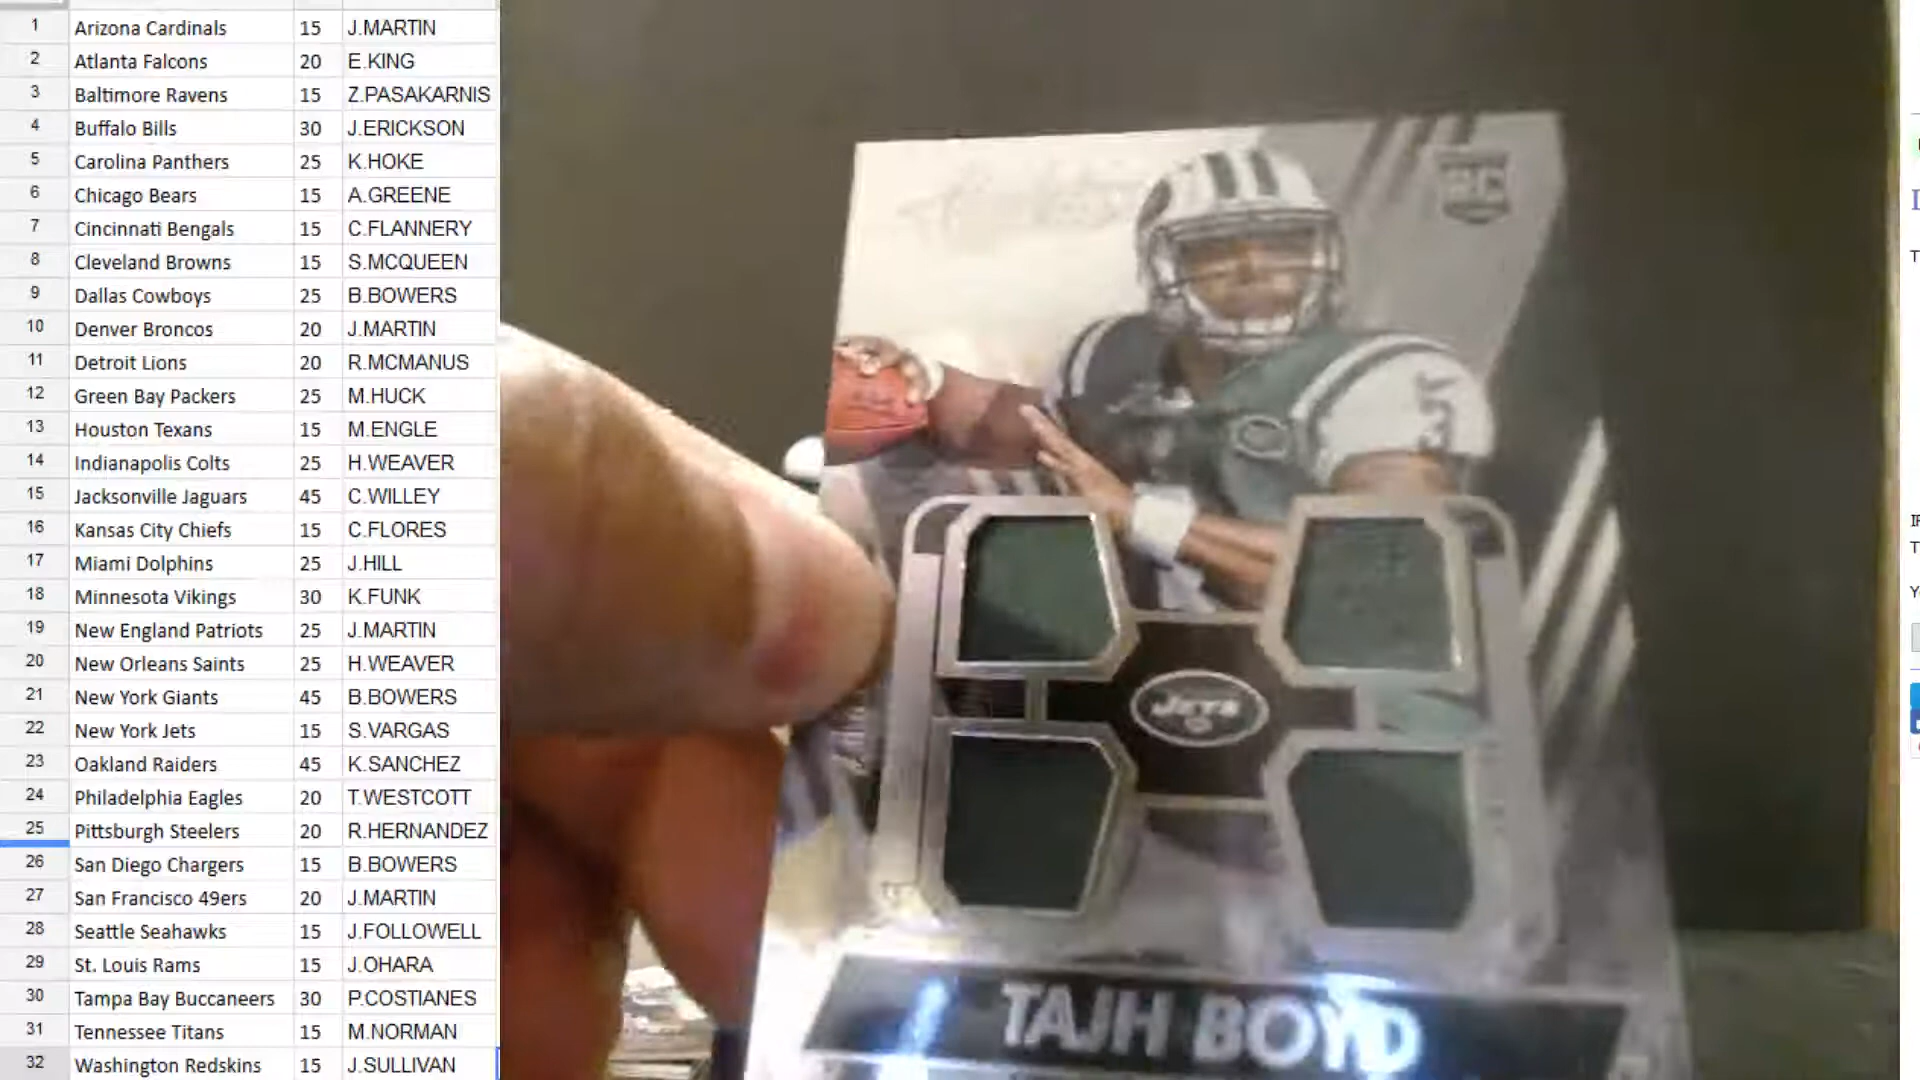 1 Arizona Cardinals 15 J.MARTIN
2 Atlanta Falcons 20 E.KING
3 Baltimore Ravens 15 Z.PASAKARNIS
4 Buffalo Bills 30 J.ERICKSON
5 Carolina Panthers 25 K.HOKE
6 Chicago Bears 15 A.GREENE
7 Cincinnati Bengals 15 C.FLANNERY
8 Cleveland Browns 15 S.MCQUEEN
9 Dallas Cowboys 25 B.BOWERS
10 Denver Broncos 20 J.MARTIN
11 Detroit Lions 20 R.MCMANUS
12 Green Bay Packers 25 M.HUCK
13 Houston Texans 15 M.ENGLE
14 Indianapolis Colts 25 H.WEAVER
15 Jacksonville Jaguars 45 C.WILLEY
16 Kansas City Chiefs 15 C.FLORES
17 Miami Dolphins 25 J.HILL
18 Minnesota Vikings 30 K.FUNK
19 New England Patriots 25 J.MARTIN
20 New Orleans Saints 25 H.WEAVER
21 New York Giants 45 B.BOWERS
22 New York Jets 15 S.VARGAS
23 Oakland Raiders 45 K.SANCHEZ
24 Philadelphia Eagles 20 T.WESTCOTT
25 Pittsburgh Steelers 20 R.HERNANDEZ
26 San Diego Chargers 15 B.BOWERS
27 San Francisco 49ers 20 J.MARTIN
28 Seattle Seahawks 15 J.FOLLOWELL
29 St. Louis Rams 15 J.OHARA
30 Tampa Bay Buccaneers 30 P.COSTIANES
31 Tennessee Titans 15 M.NORMAN
32 Washington Redskins 15 J.SULLIVAN
RC
JETS
TAJH BOYD